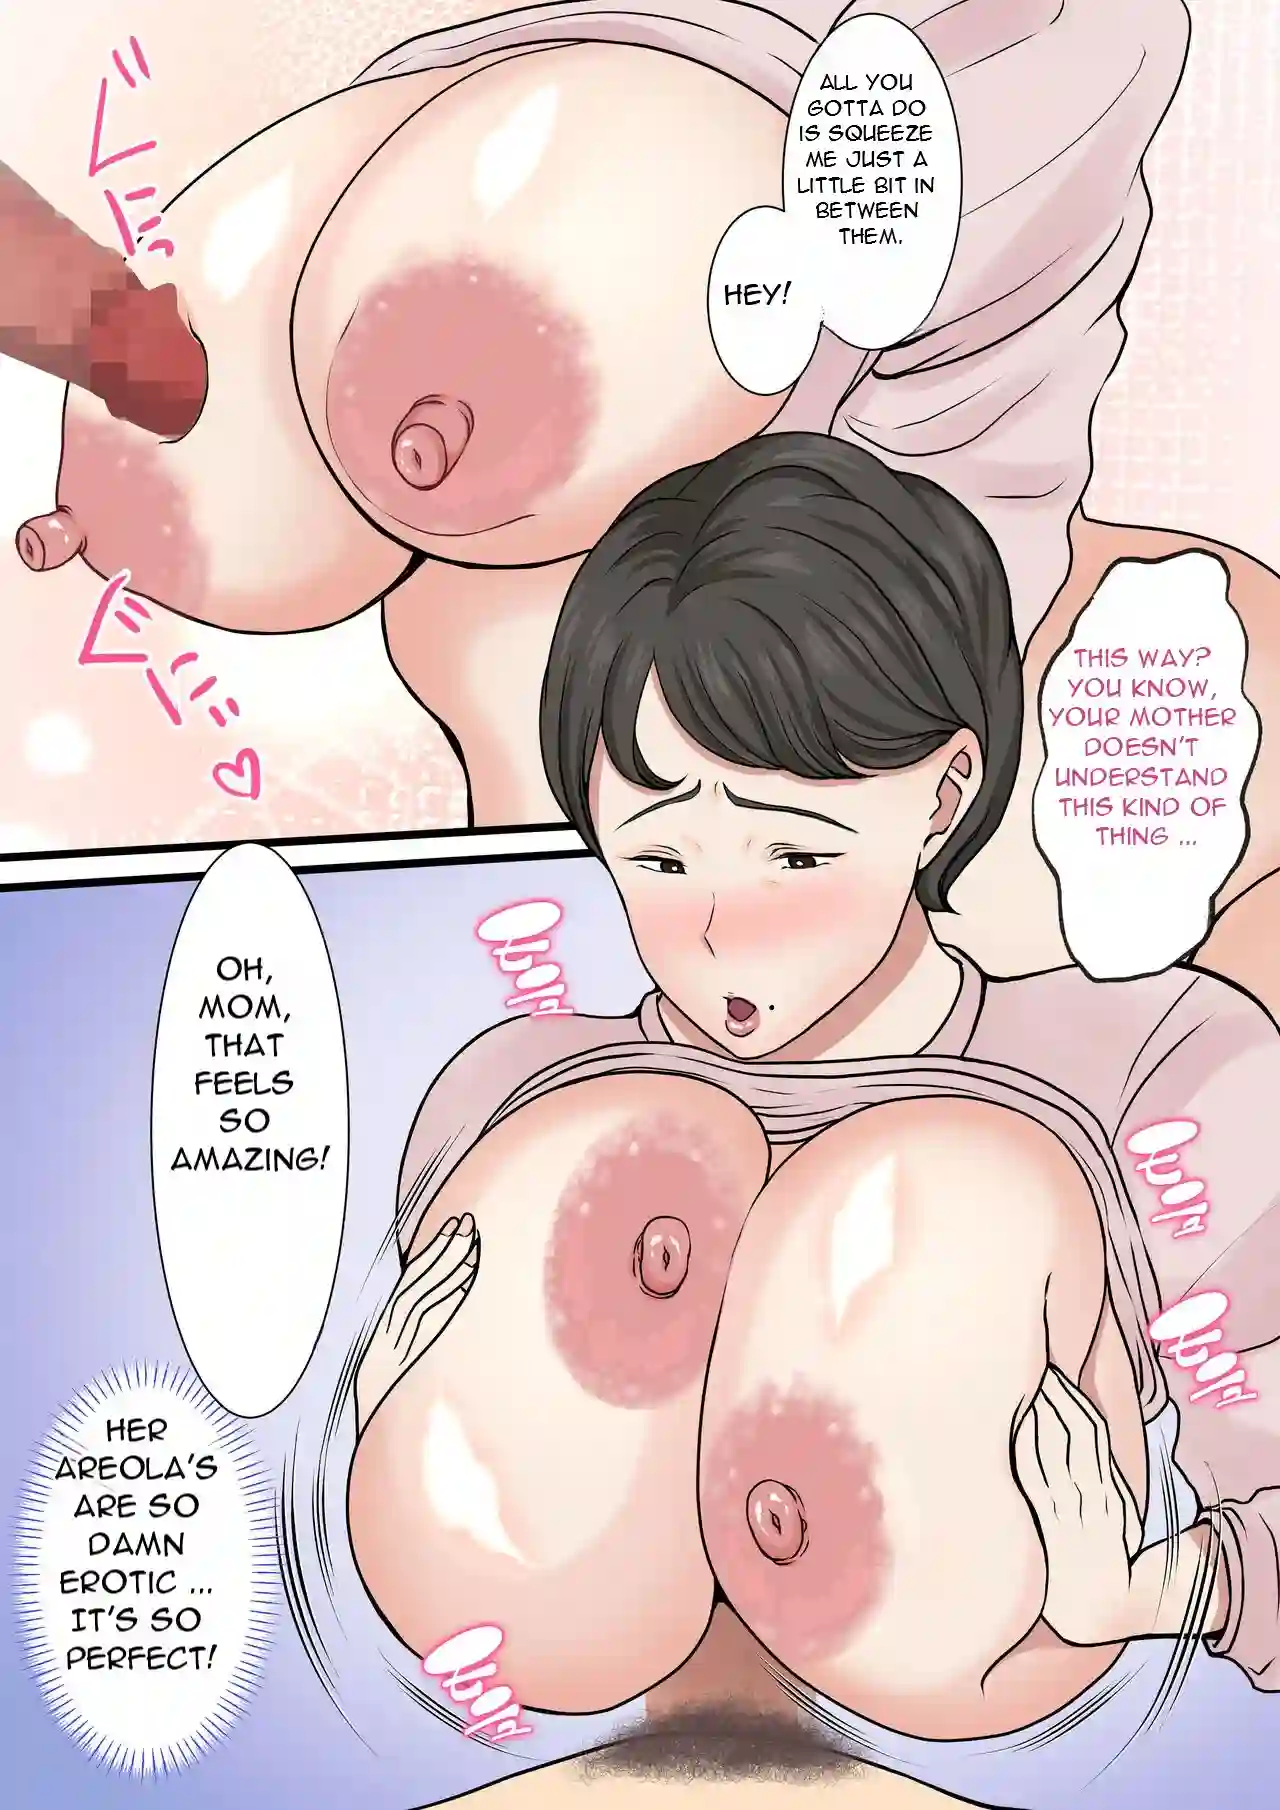 ALL YOU
GOTTA DO
IS SQUEEZE
ME JUST A
LITTLE BIT IN
BETWEEN
THEM.
HEY!
THIS WAY?
YOU KNOW,
YOUR MOTHER
DOESN'T
UNDERSTAND
THIS KIND OF
THING ...
OH,
MOM,
THAT
FEELS
SO
AMAZING!
HER
AREOLA'S
ARE SO
DAMN
EROTIC ...
IT'S SO
PERFECT!